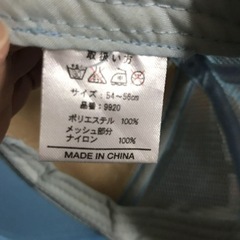 取扱い方
サイズ:54～56cm
品番:9920
ポリエステル 100%
メッシュ部分
ナイロン 100%
MADE IN CHINA